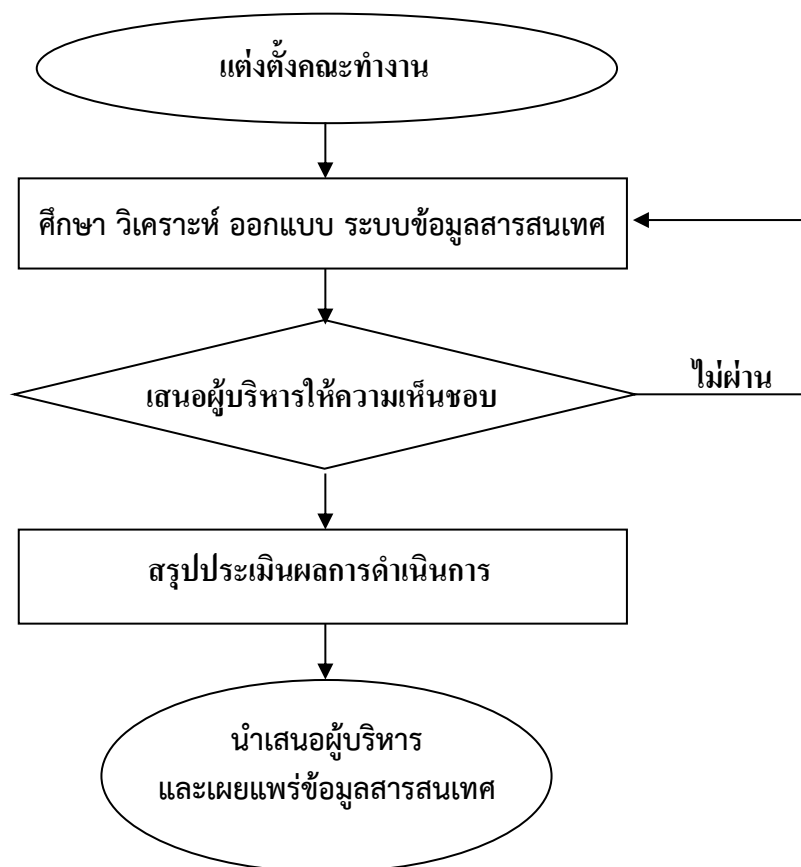 แต่งตั้งคณะทำงาน
ศึกษา วิเคราะห์ ออกแบบ ระบบข้อมูลสารสนเทศ
เสนอผู้บริหารให้ความเห็นชอบ
ไม่ผ่าน
สรุปประเมินผลการดำเนินการ
นำเสนอผู้บริหาร
และเผยแพร่ข้อมูลสารสนเทศ